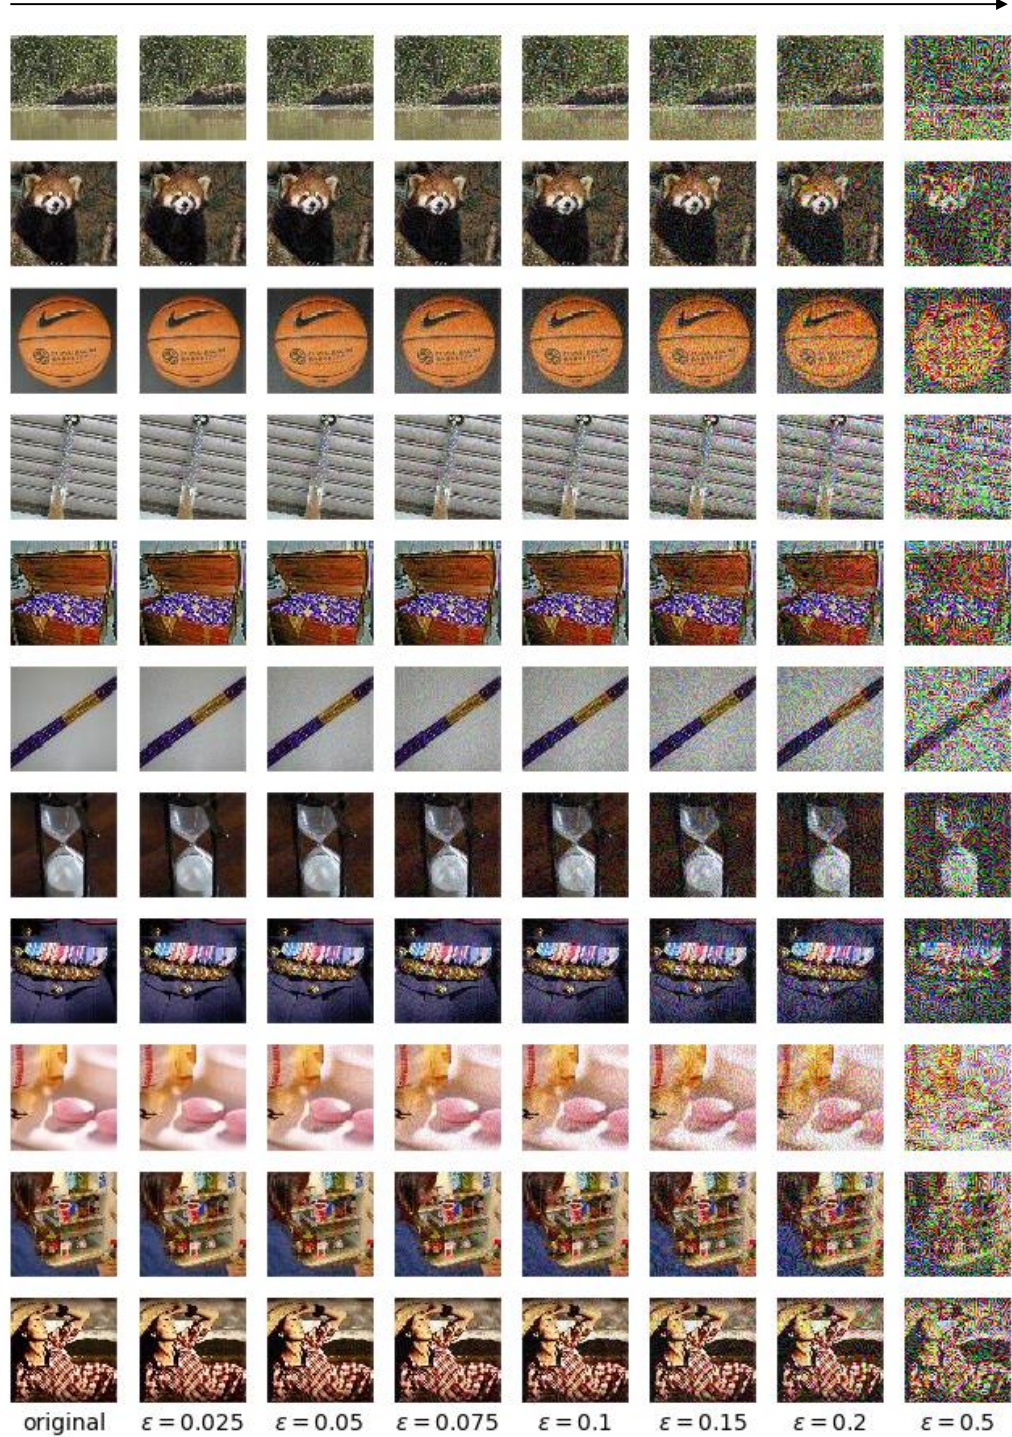 original ε = 0.025 ε = 0.05 ε = 0.075 ε = 0.1 ε = 0.15 ε = 0.2 ε = 0.5